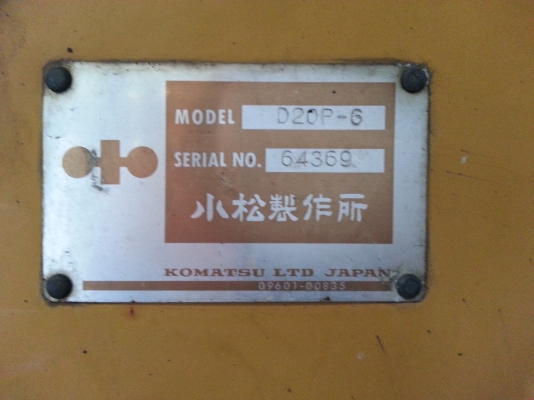 MODEL D20P-6
SERIAL NO. 64369
小松製作所
KOMATSU LTD JAPAN
09601-00835